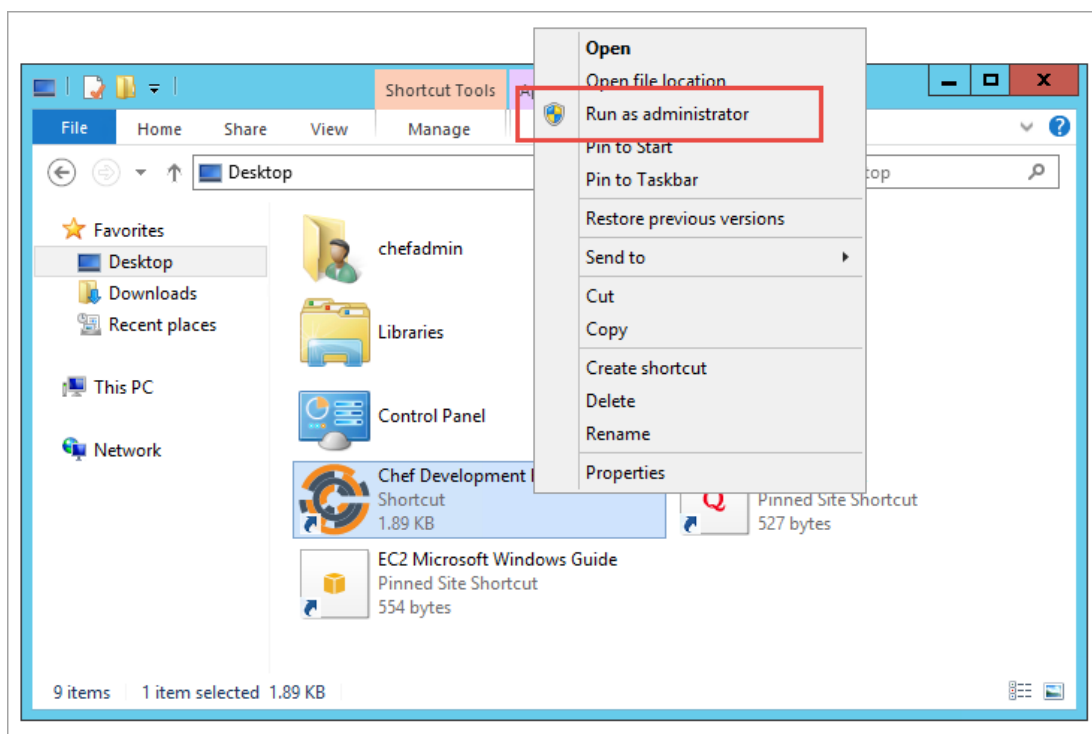 Shortcut Tools
File
Home
Share
View
Manage
Desktop
Favorites
Desktop
Downloads
Recent places
This PC
Network
chefadmin
Libraries
Control Panel
Chef Development
Shortcut
1.89 KB
EC2 Microsoft Windows Guide
Pinned Site Shortcut
554 bytes
Q
Pinned Site Shortcut
527 bytes
Open
Open file location
Run as administrator
Pin to Start
Pin to Taskbar
Restore previous versions
Send to
Cut
Copy
Create shortcut
Delete
Rename
Properties
9 items 1 item selected 1.89 KB